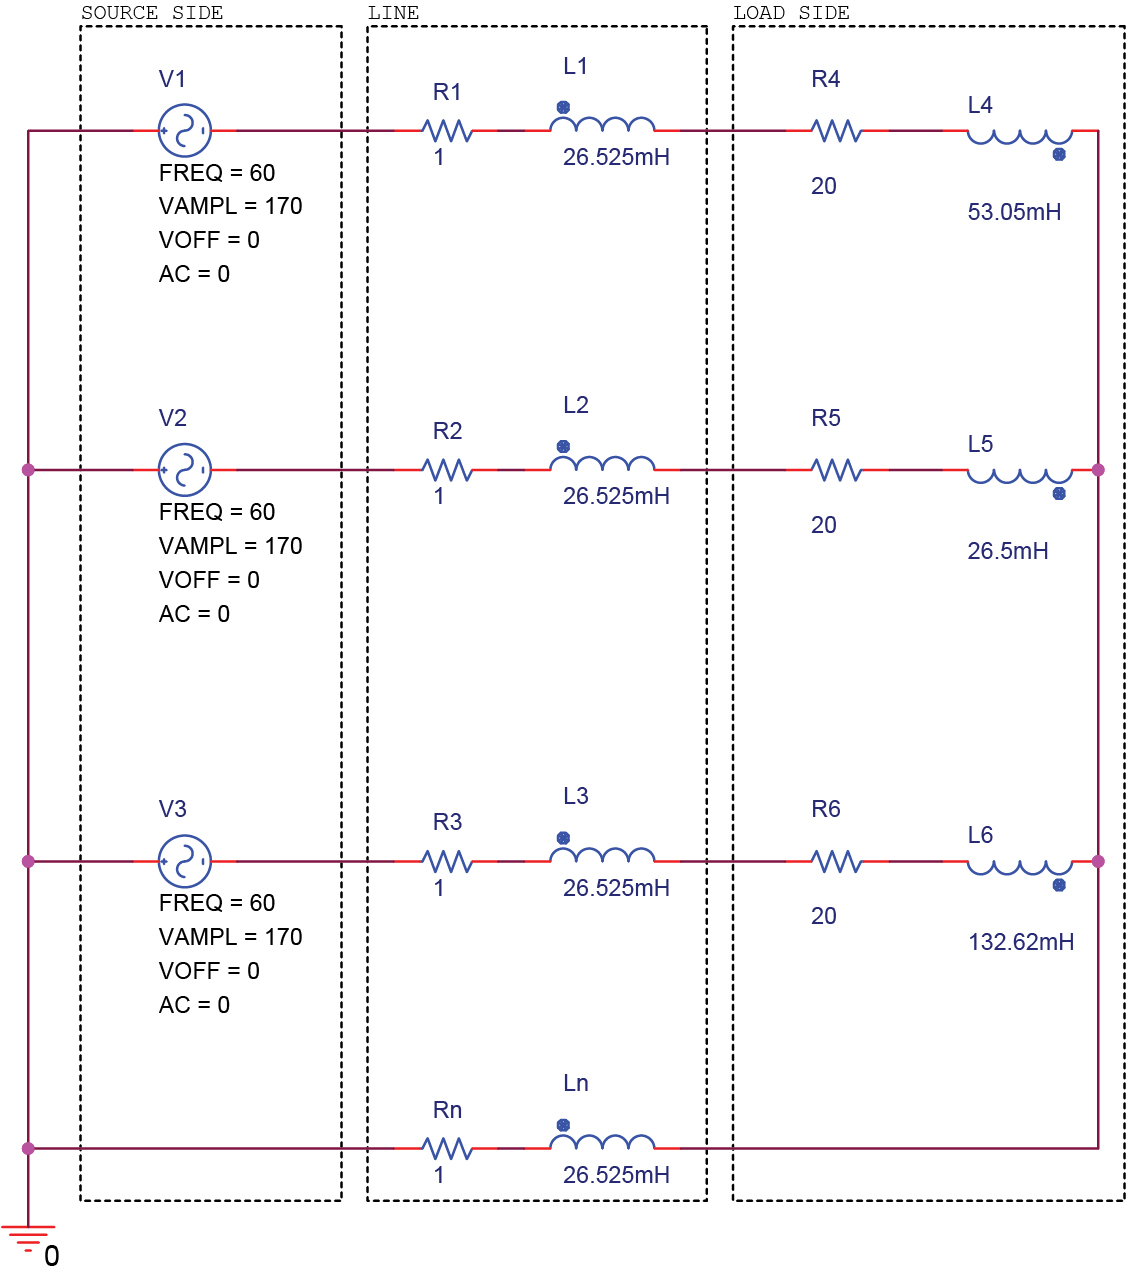 SOURCE SIDE
LINE
LOAD SIDE
V1
FREQ = 60
VAMPL = 170
VOFF = 0
AC = 0
R1
1
L1
26.525mH
R4
20
L4
53.05mH
V2
FREQ = 60
VAMPL = 170
VOFF = 0
AC = 0
R2
1
L2
26.525mH
R5
20
L5
26.5mH
V3
FREQ = 60
VAMPL = 170
VOFF = 0
AC = 0
R3
1
L3
26.525mH
R6
20
L6
132.62mH
Rn
1
Ln
26.525mH
0